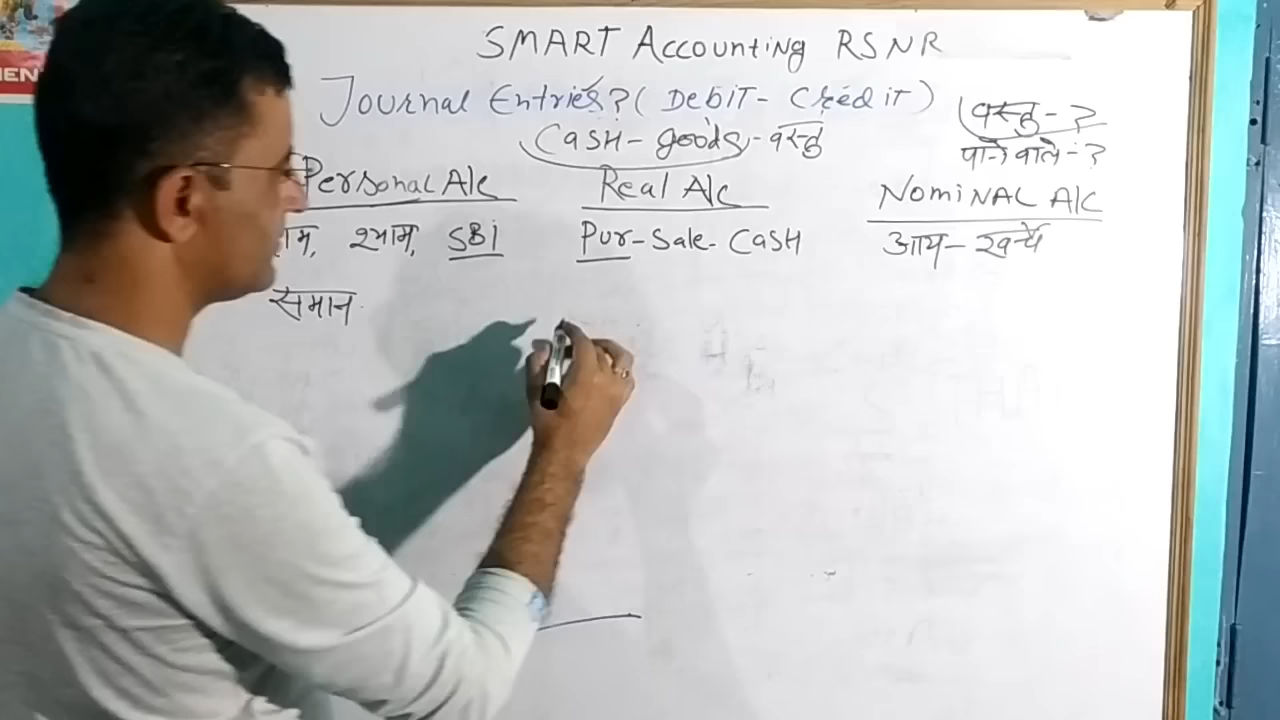 MEN
SMART Accounting RSNR
Journal Entries? (Debit - Credit)
Cash - goods - वस्तु
वस्तु - ?
पाने वाले - ?
Personal A/c
Real A/c
Nominal A/c
श्याम, SBI
Pur - Sale - Cash
आय - खर्चे
समान